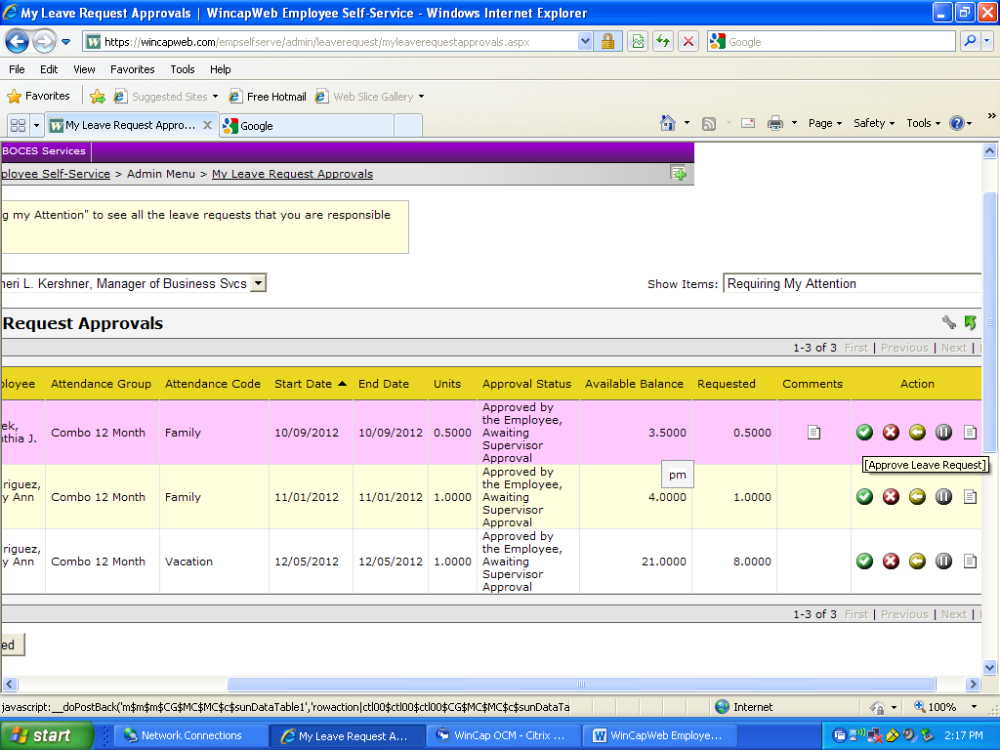 My Leave Request Approvals | WincapWeb Employee Self-Service - Windows Internet Explorer
https://wincapweb.com/empselfserve/admin/leaverequest/myleaverequestapprovals.aspx
Google
File Edit View Favorites Tools Help
Favorites Suggested Sites Free Hotmail Web Slice Gallery
My Leave Request Appro... Google Page Safety Tools
BOCES Services
ployee Self-Service > Admin Menu > My Leave Request Approvals
g my Attention" to see all the leave requests that you are responsible
heri L. Kershner, Manager of Business Svcs Show Items: Requiring My Attention
Request Approvals
1-3 of 3 First | Previous | Next |
ployee Attendance Group Attendance Code Start Date End Date Units Approval Status Available Balance Requested Comments Action
ek,
nthia J. Combo 12 Month Family 10/09/2012 10/09/2012 0.5000 Approved by
the Employee,
Awaiting
Supervisor
Approval 3.5000 0.5000
[Approve Leave Request]
pm
riguez,
y Ann Combo 12 Month Family 11/01/2012 11/01/2012 1.0000 Approved by
the Employee,
Awaiting
Supervisor
Approval 4.0000 1.0000
riguez,
y Ann Combo 12 Month Vacation 12/05/2012 12/05/2012 1.0000 Approved by
the Employee,
Awaiting
Supervisor
Approval 21.0000 8.0000
1-3 of 3 First | Previous | Next |
ed
javascript:__doPostBack('m$m$m$CG$MC$MC$c$sunDataTable1','rowaction|ctl00$ctl00$ctl00$CG$MC$MC$c$sunDataTa Internet 100%
start Network Connections My Leave Request A... WinCap OCM - Citrix ... WinCapWeb Employe... 2:17 PM